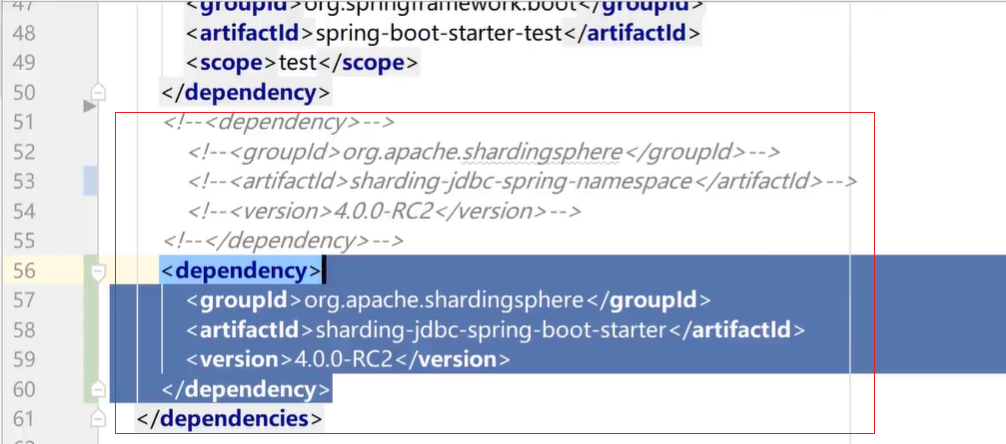 47 <groupId>org.springframework.boot</groupId>
48 <artifactId>spring-boot-starter-test</artifactId>
49 <scope>test</scope>
50 </dependency>
51 <!--<dependency>-->
52 <!--<groupId>org.apache.shardingsphere</groupId>-->
53 <!--<artifactId>sharding-jdbc-spring-namespace</artifactId>-->
54 <!--<version>4.0.0-RC2</version>-->
55 <!--</dependency>-->
56 <dependency>
57 <groupId>org.apache.shardingsphere</groupId>
58 <artifactId>sharding-jdbc-spring-boot-starter</artifactId>
59 <version>4.0.0-RC2</version>
60 </dependency>
61 </dependencies>